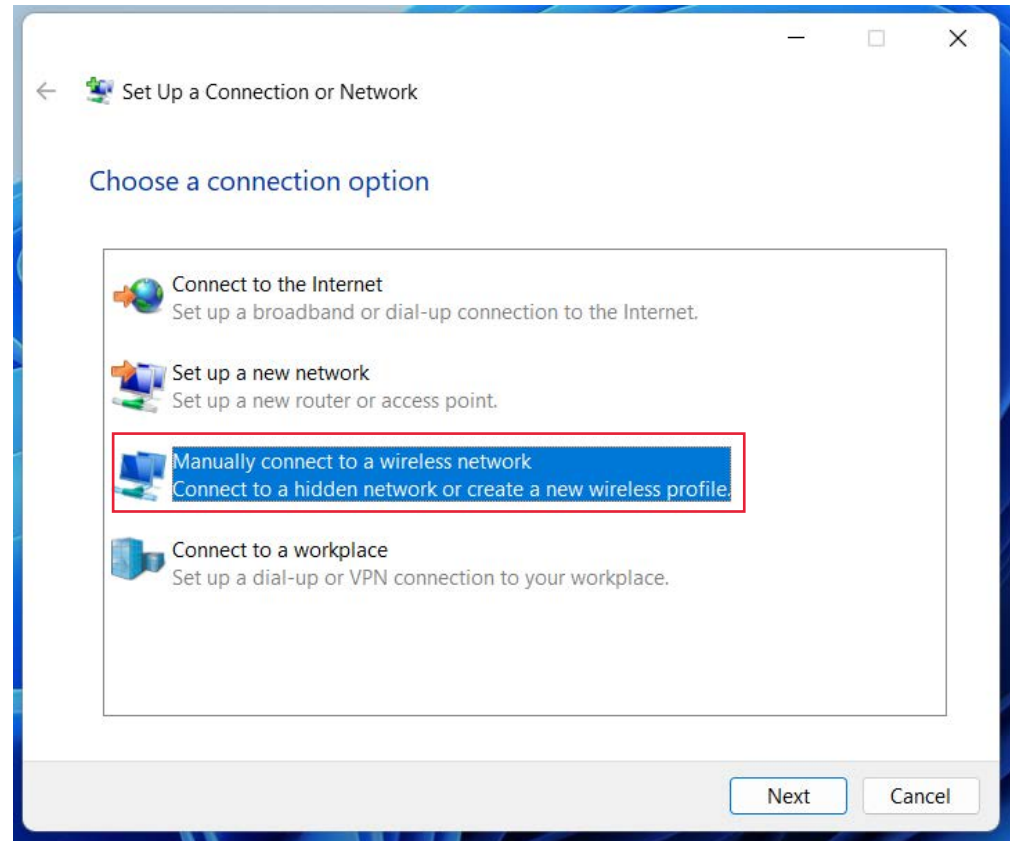 Set Up a Connection or Network
Choose a connection option
Connect to the Internet
Set up a broadband or dial-up connection to the Internet.
Set up a new network
Set up a new router or access point.
Manually connect to a wireless network
Connect to a hidden network or create a new wireless profile.
Connect to a workplace
Set up a dial-up or VPN connection to your workplace.
Next Cancel